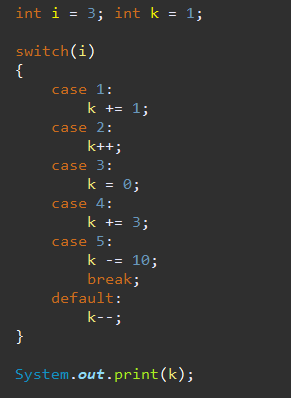 int i = 3; int k = 1;

switch(i)
{
    case 1:
        k += 1;
    case 2:
        k++;
    case 3:
        k = 0;
    case 4:
        k += 3;
    case 5:
        k -= 10;
        break;
    default:
        k--;
}

System.out.print(k);